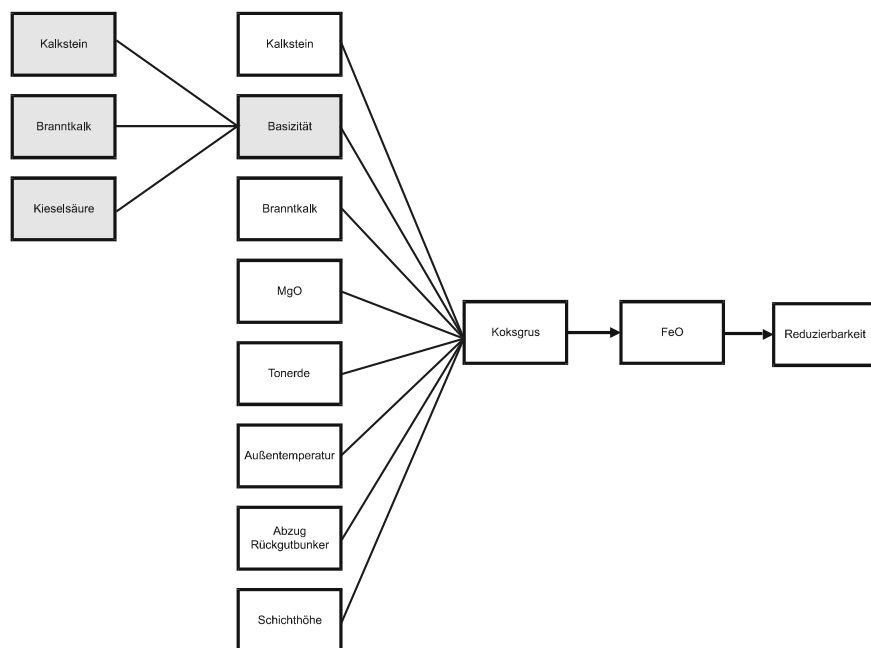 Kalkstein
Branntkalk
Kieselsäure
Kalkstein
Basizität
Branntkalk
MgO
Tonerde
Außentemperatur
Abzug
Rückgutbunker
Schichthöhe
Koksgrus
FeO
Reduzierbarkeit